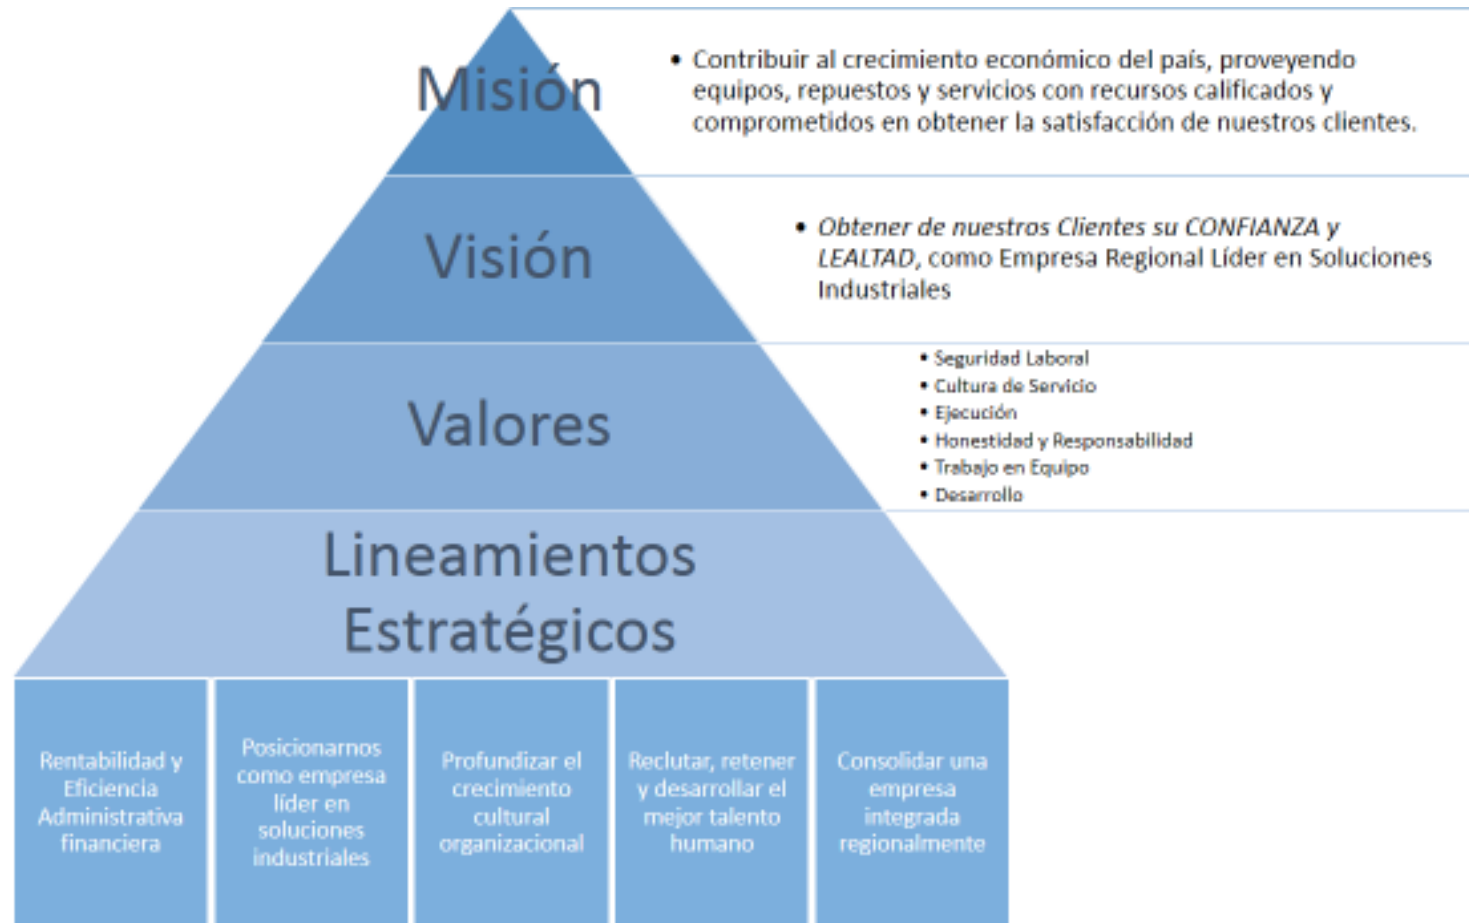 Misión
• Contribuir al crecimiento económico del país, proveyendo
equipos, repuestos y servicios con recursos calificados y
comprometidos en obtener la satisfacción de nuestros clientes.
Visión
• Obtener de nuestros Clientes su CONFIANZA y
LEALTAD, como Empresa Regional Líder en Soluciones
Industriales
Valores
• Seguridad Laboral
• Cultura de Servicio
• Ejecución
• Honestidad y Responsabilidad
• Trabajo en Equipo
• Desarrollo
Lineamientos
Estratégicos
Rentabilidad y
Eficiencia
Administrativa
financiera
Posicionarnos
como empresa
líder en
soluciones
industriales
Profundizar el
crecimiento
cultural
organizacional
Reclutar, retener
y desarrollar el
mejor talento
humano
Consolidar una
empresa
integrada
regionalmente